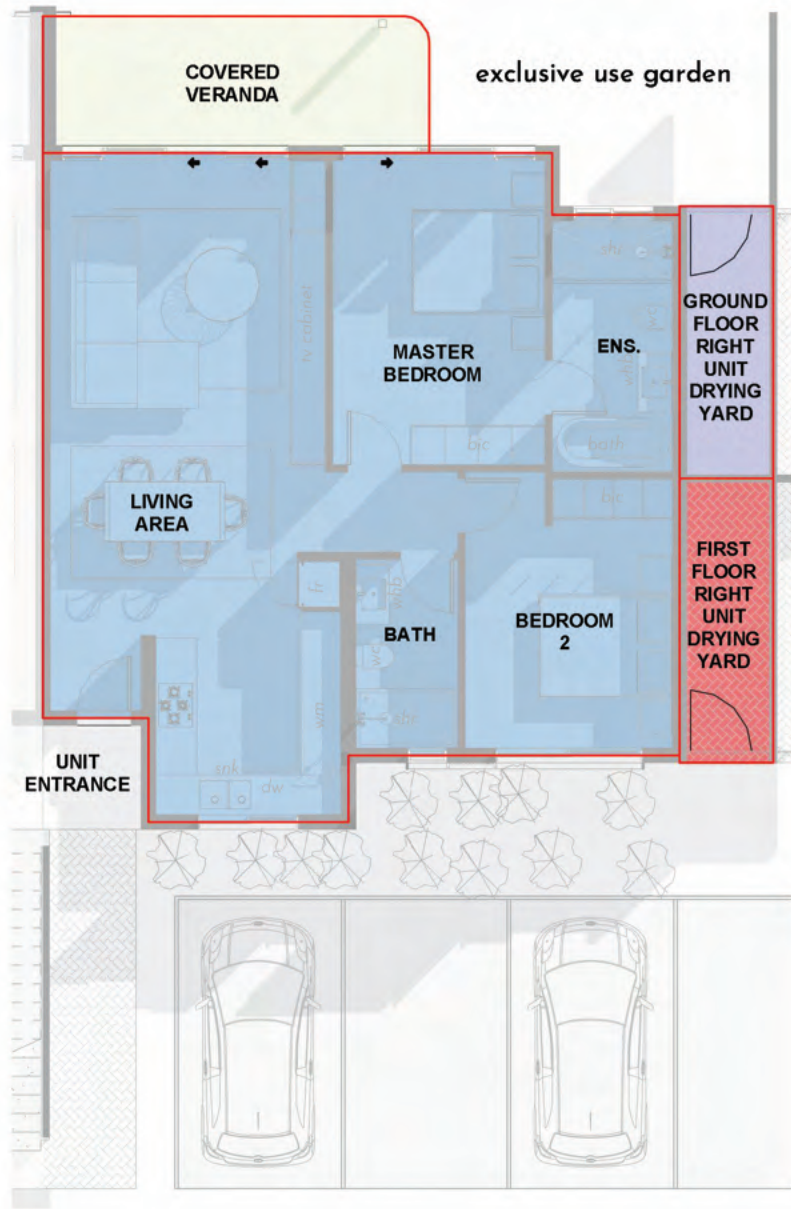 COVERED
VERANDA
exclusive use garden
shr
tv cabinet
MASTER
BEDROOM
ENS.
wc
whb
GROUND
FLOOR
RIGHT
UNIT
DRYING
YARD
bic
bath
LIVING
AREA
bic
fr
whb
BATH
wc
BEDROOM
2
FIRST
FLOOR
RIGHT
UNIT
DRYING
YARD
wm
shr
UNIT
ENTRANCE
snk
dw